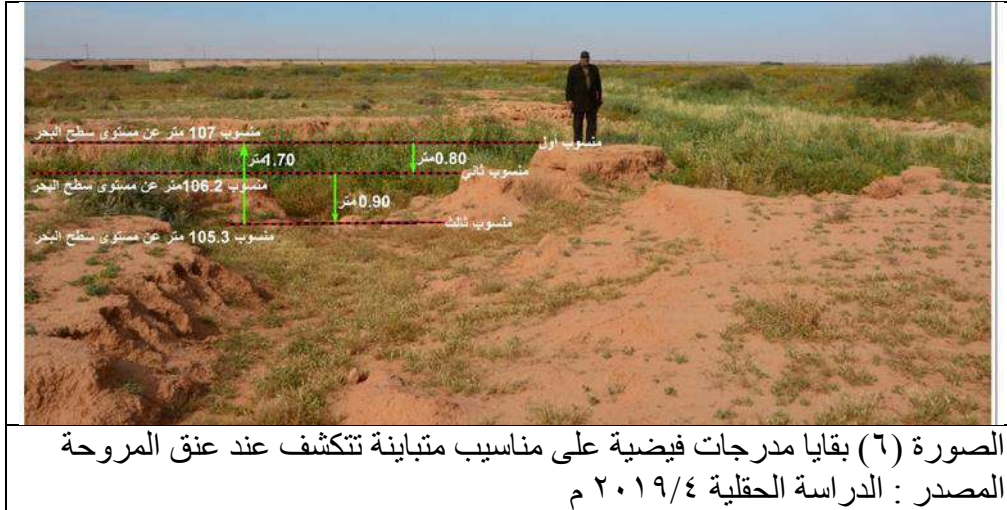 منسوب 107 متر عن مستوى سطح البحر
منسوب اول
1.70متر
0.80متر
منسوب ثاني
منسوب 106.2متر عن مستوى سطح البحر
0.90متر
منسوب ثالث
منسوب 105.3 متر عن مستوى سطح البحر
الصورة (٦) بقايا مدرجات فيضية على مناسيب متباينة تتكشف عند عنق المروحة
المصدر : الدراسة الحقلية ٢٠١٩/٤ م